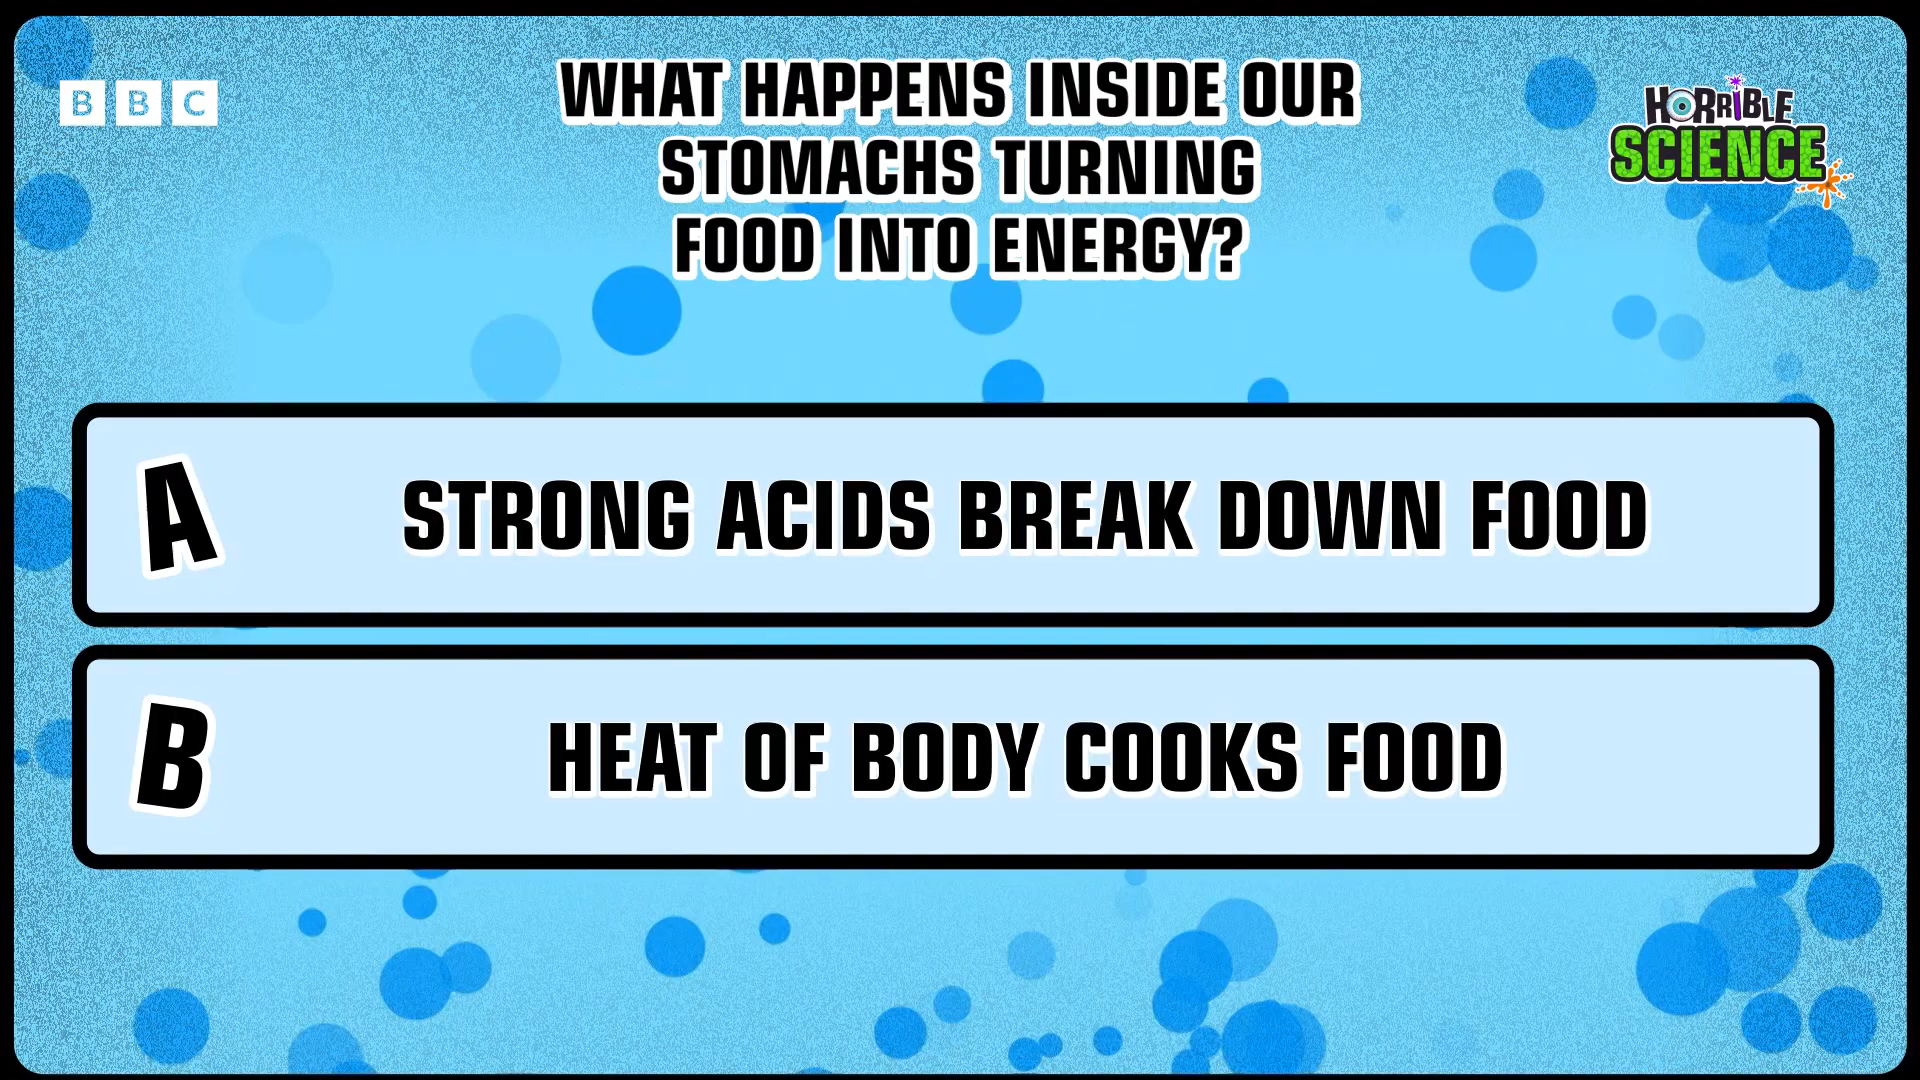 BBC
WHAT HAPPENS INSIDE OUR
STOMACHS TURNING
FOOD INTO ENERGY?
HORRIBLE
SCIENCE
A STRONG ACIDS BREAK DOWN FOOD
B HEAT OF BODY COOKS FOOD